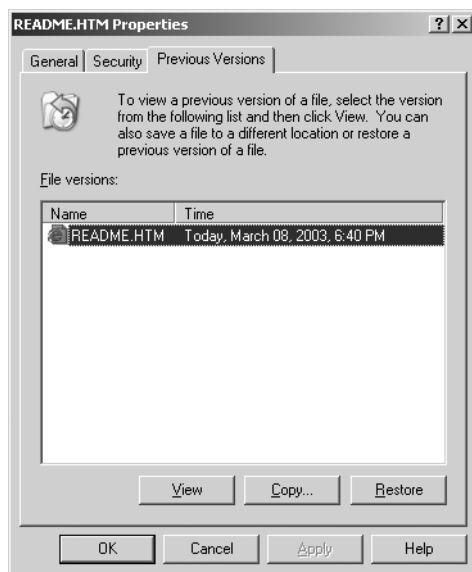 README.HTM Properties
General Security Previous Versions
To view a previous version of a file, select the version
from the following list and then click View. You can
also save a file to a different location or restore a
previous version of a file.
File versions:
Name Time
README.HTM Today, March 08, 2003, 6:40 PM
View Copy... Restore
OK Cancel Apply Help